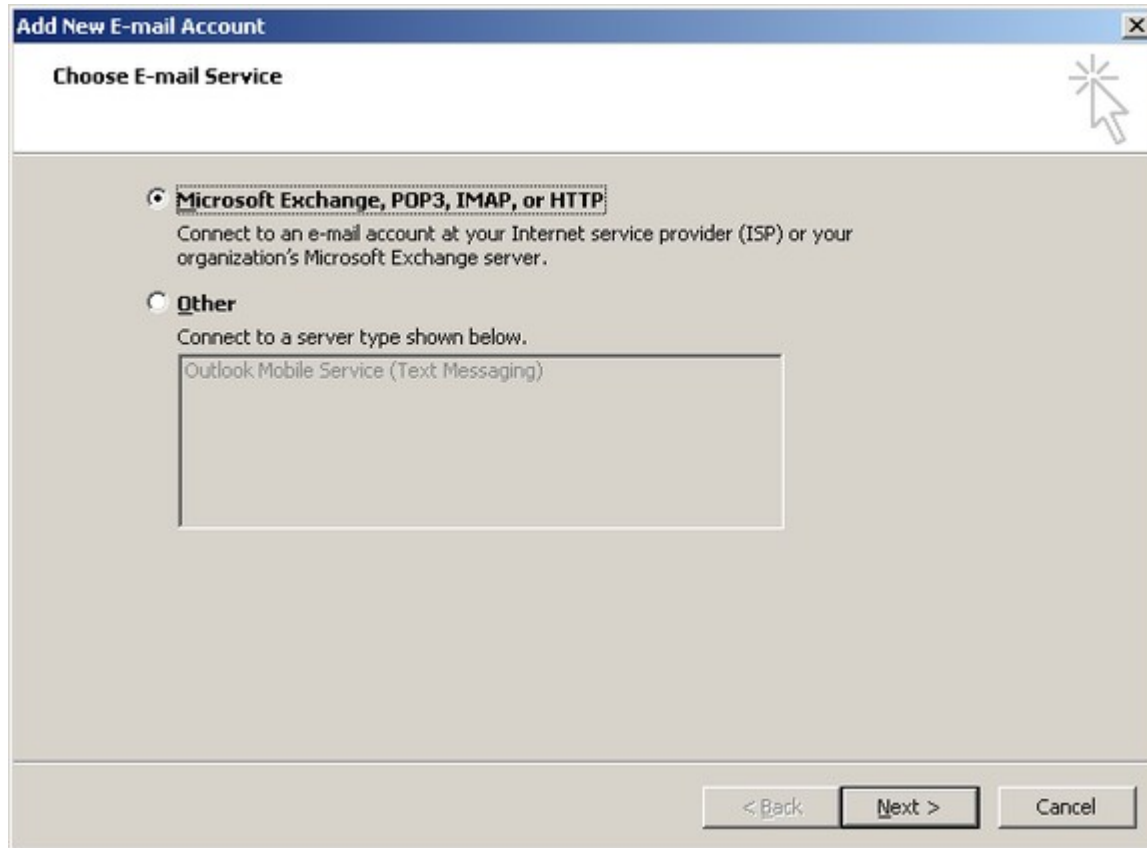 Add New E-mail Account
Choose E-mail Service
Microsoft Exchange, POP3, IMAP, or HTTP
Connect to an e-mail account at your Internet service provider (ISP) or your
organization's Microsoft Exchange server.
Other
Connect to a server type shown below.
Outlook Mobile Service (Text Messaging)
< Back
Next >
Cancel